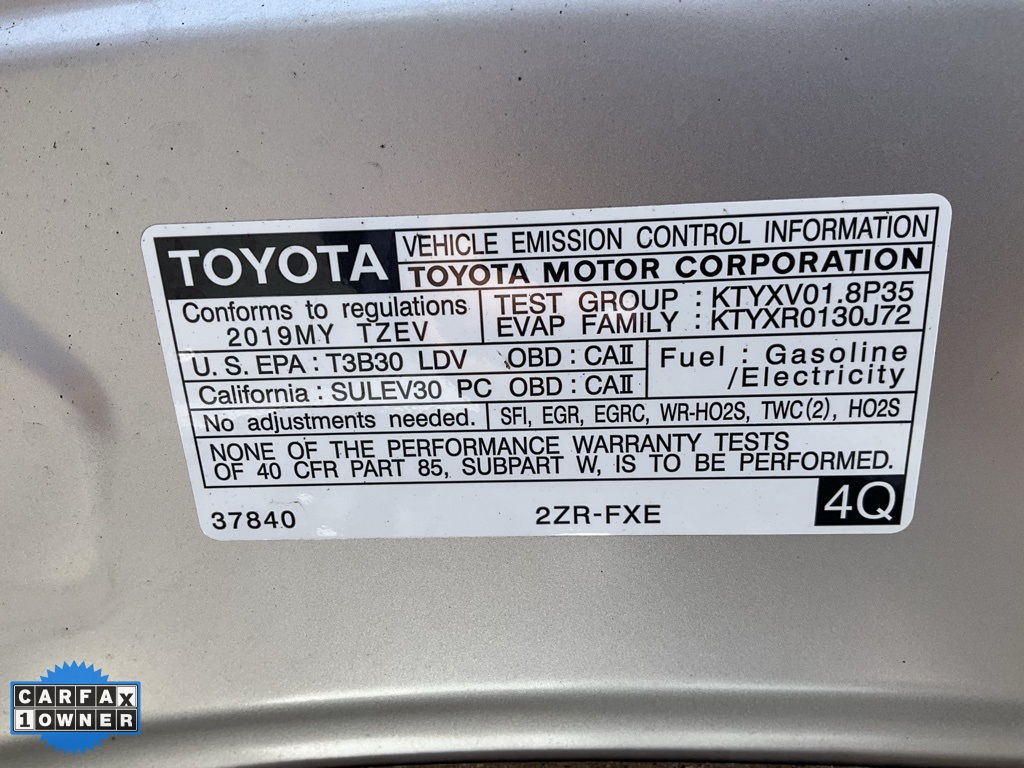 TOYOTA
VEHICLE EMISSION CONTROL INFORMATION
TOYOTA MOTOR CORPORATION
Conforms to regulations
2019MY TZEV
TEST GROUP : KTYXV01.8P35
EVAP FAMILY : KTYXR0130J72
U.S. EPA : T3B30 LDV OBD : CAII
California : SULEV30 PC OBD : CAII
Fuel : Gasoline
/Electricity
No adjustments needed.
SFI, EGR, EGRC, WR-HO2S, TWC(2), HO2S
NONE OF THE PERFORMANCE WARRANTY TESTS
OF 40 CFR PART 85, SUBPART W, IS TO BE PERFORMED.
37840
2ZR-FXE
4Q
CARFAX
1 OWNER